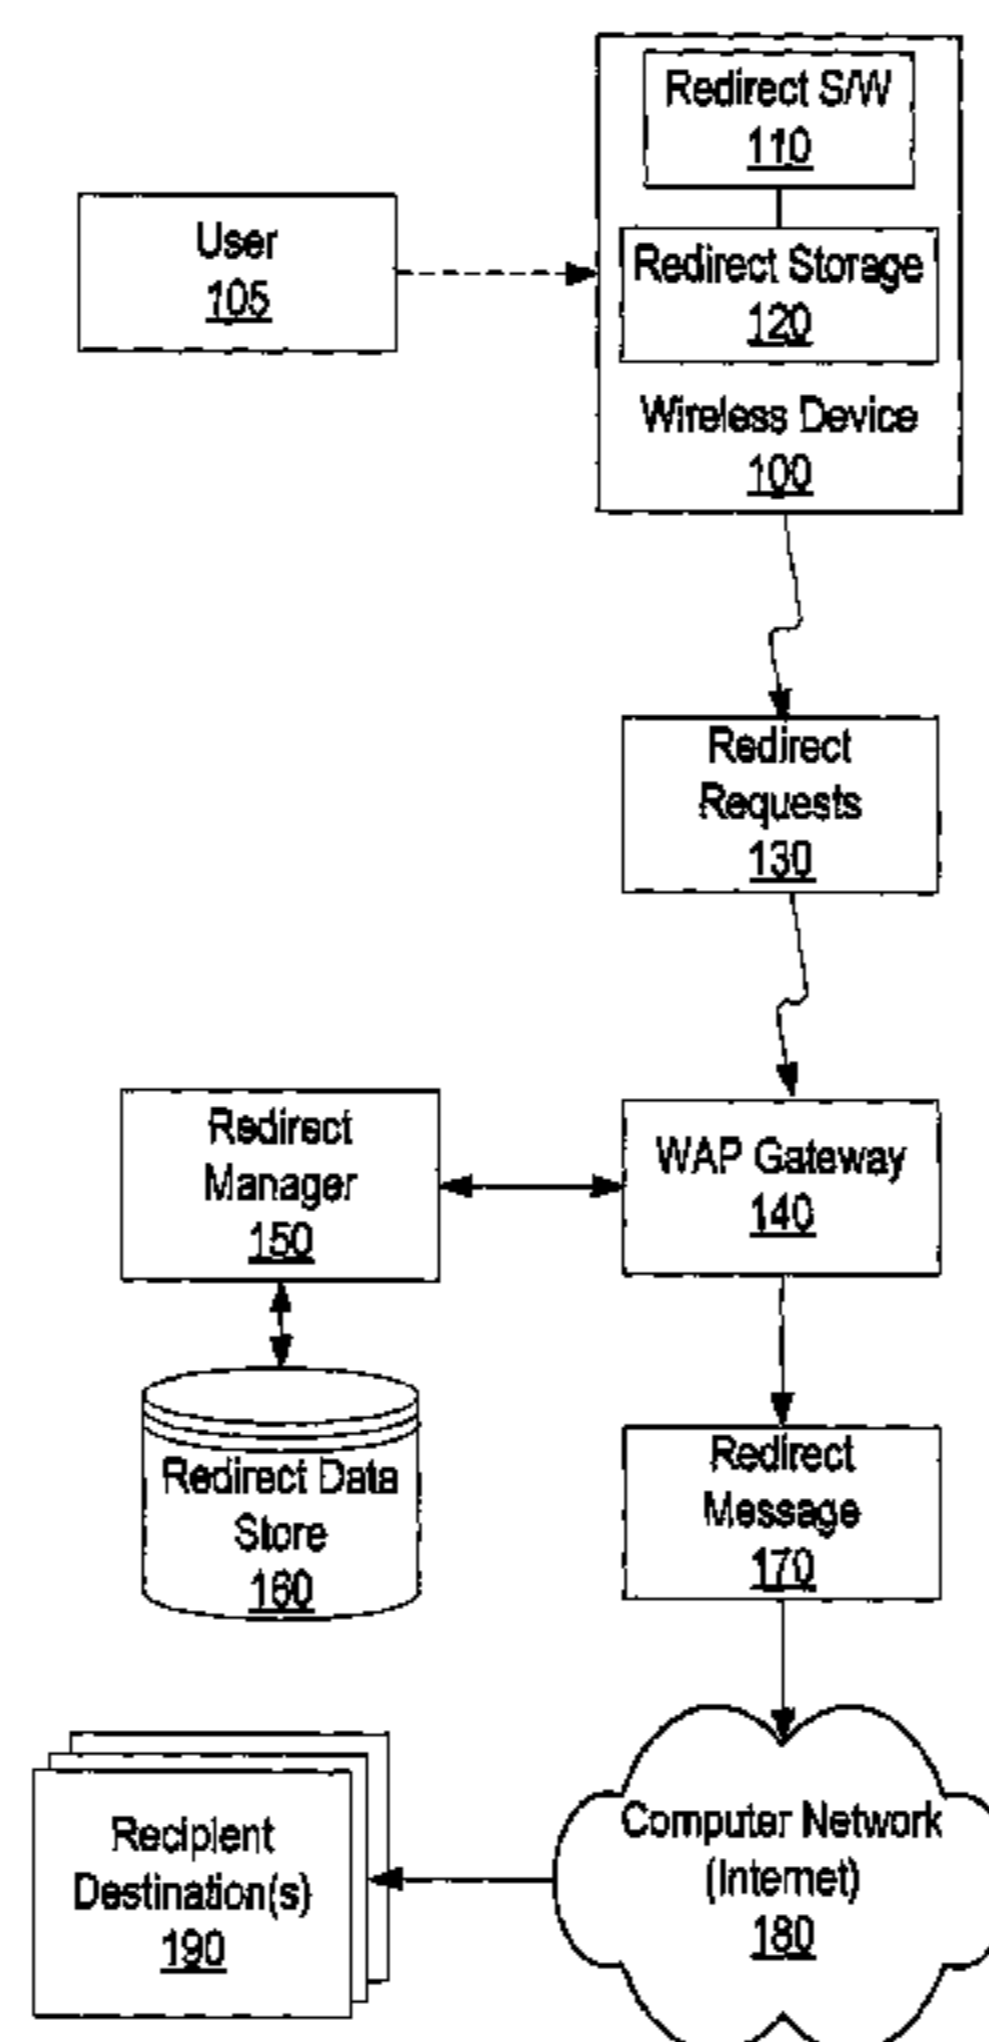 Redirect S/W
110
User
105
Redirect Storage
120
Wireless Device
100
Redirect
Requests
130
Redirect
Manager
150
WAP Gateway
140
Redirect Data
Store
160
Redirect
Message
170
Recipient
Destination(s)
190
Computer Network
(Internet)
180